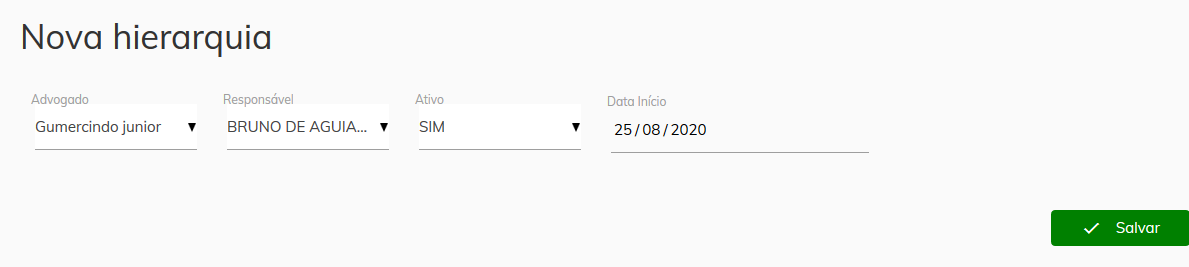 Nova hierarquia
Advogado Responsável Ativo Data Início
Gumercindo junior ▼ BRUNO DE AGUIA... ▼ SIM ▼ 25 / 08 / 2020
Salvar